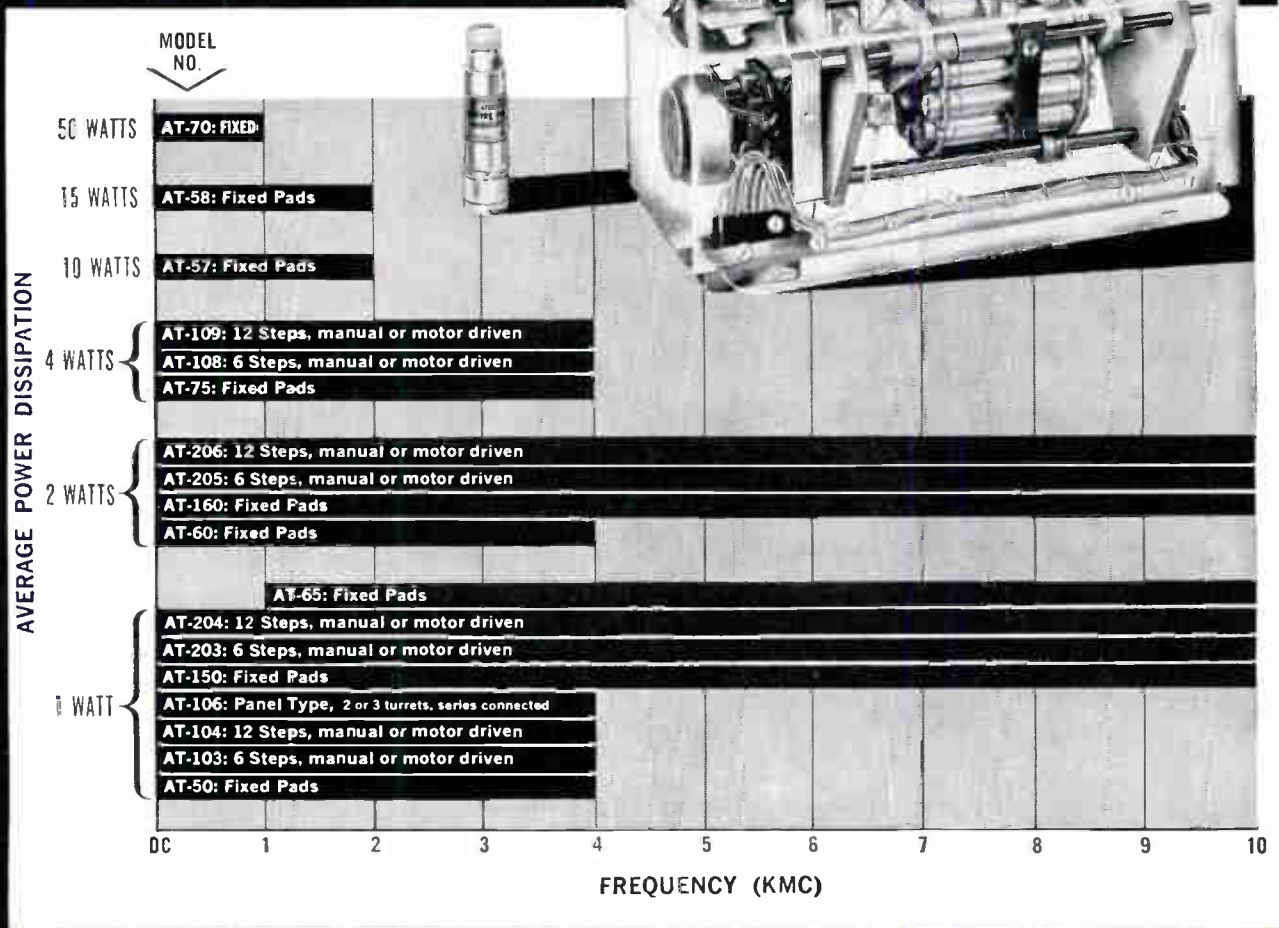 MODEL
NO.
50 WATTS
AT-70: FIXED
15 WATTS
AT-58: Fixed Pads
10 WATTS
AT-57: Fixed Pads
AVERAGE POWER DISSIPATION
4 WATTS
AT-109: 12 Steps, manual or motor driven
AT-108: 6 Steps, manual or motor driven
AT-75: Fixed Pads
2 WATTS
AT-206: 12 Steps, manual or motor driven
AT-205: 6 Steps, manual or motor driven
AT-160: Fixed Pads
AT-60: Fixed Pads
AT-65: Fixed Pads
1 WATT
AT-204: 12 Steps, manual or motor driven
AT-203: 6 Steps, manual or motor driven
AT-150: Fixed Pads
AT-106: Panel Type, 2 or 3 turrets, series connected
AT-104: 12 Steps, manual or motor driven
AT-103: 6 Steps, manual or motor driven
AT-50: Fixed Pads
DC 1 2 3 4 5 6 7 8 9 10
FREQUENCY (KMC)